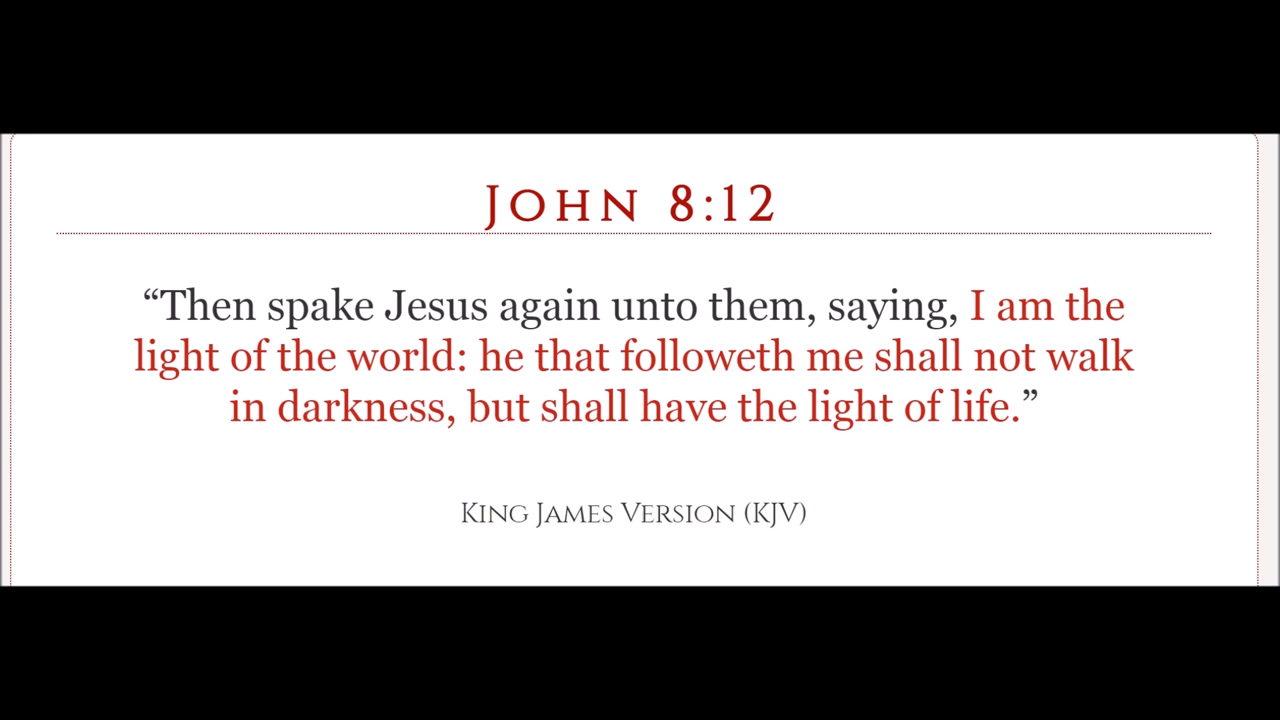 John 8:12
“Then spake Jesus again unto them, saying, I am the
light of the world: he that followeth me shall not walk
in darkness, but shall have the light of life.”
King James Version (KJV)